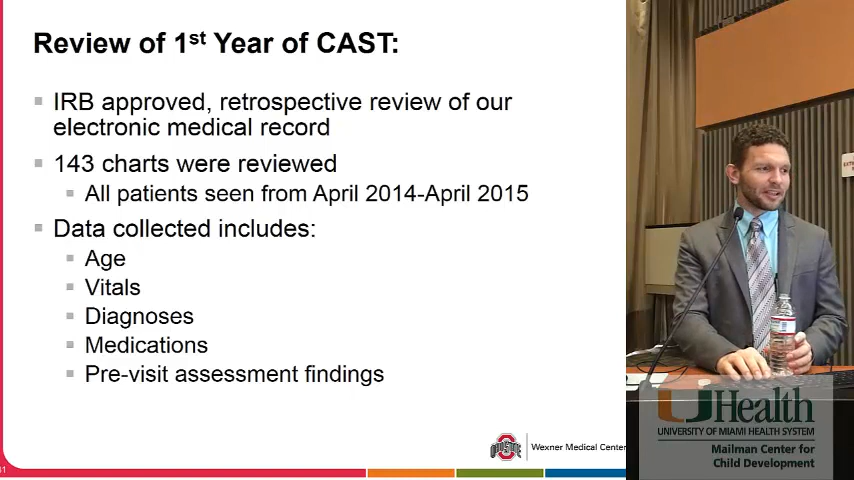 Review of 1st Year of CAST:
IRB approved, retrospective review of our
electronic medical record
143 charts were reviewed
All patients seen from April 2014-April 2015
Data collected includes:
Age
Vitals
Diagnoses
Medications
Pre-visit assessment findings
Wexner Medical Center
UHealth
UNIVERSITY OF MIAMI HEALTH SYSTEM
Mailman Center for
Child Development